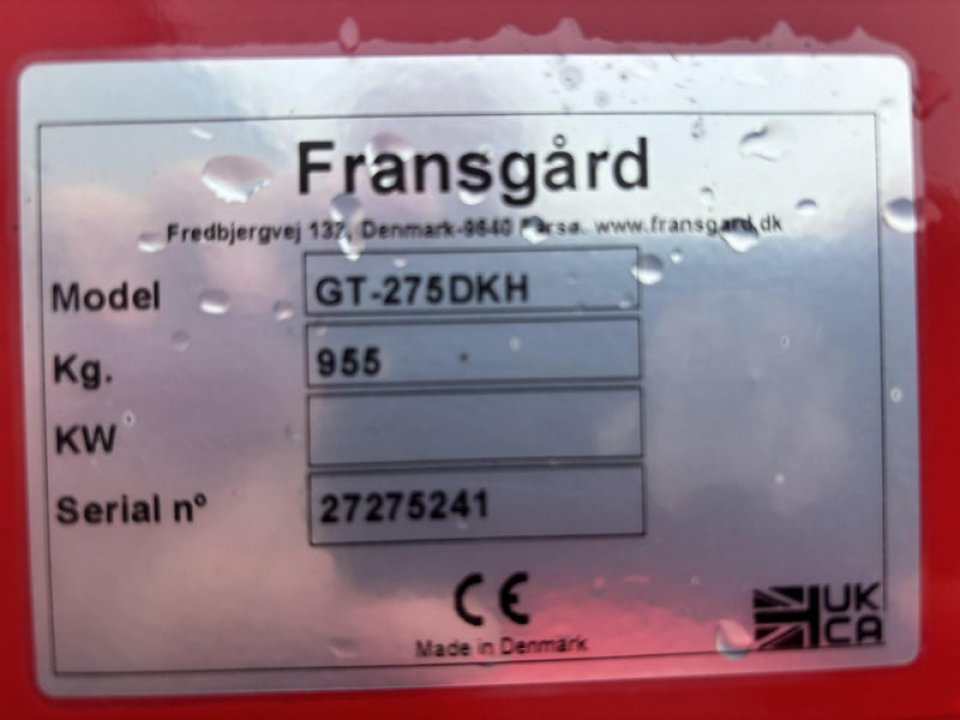 Fransgård
Fredbjergvej 132, Denmark-9640 Farsø. www.fransgard.dk
Model GT-275DKH
Kg. 955
KW
Serial n° 27275241
CE
Made in Denmark
UK
CA